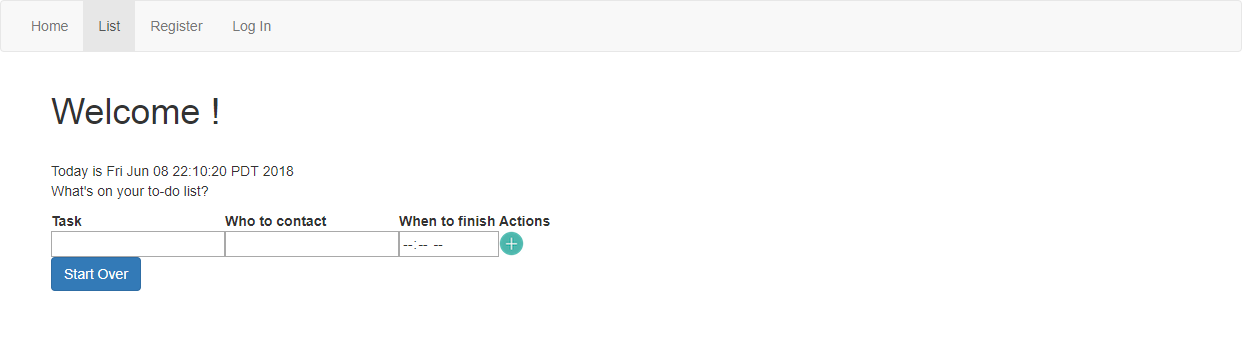 Home List Register Log In
Welcome !
Today is Fri Jun 08 22:10:20 PDT 2018
What's on your to-do list?
Task Who to contact When to finish Actions
--:-- --
Start Over